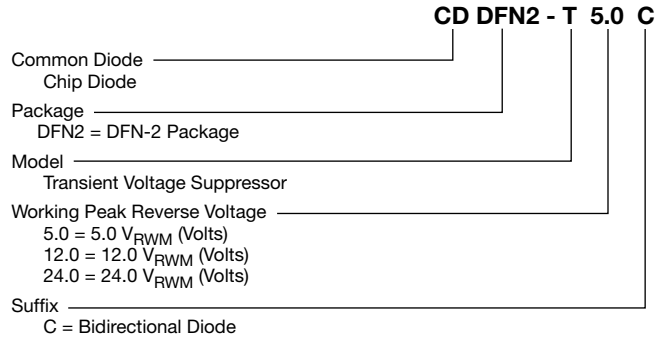 CD DFN2 - T 5.0 C
Common Diode
Chip Diode
Package
DFN2 = DFN-2 Package
Model
Transient Voltage Suppressor
Working Peak Reverse Voltage
5.0 = 5.0 VRWM (Volts)
12.0 = 12.0 VRWM (Volts)
24.0 = 24.0 VRWM (Volts)
Suffix
C = Bidirectional Diode